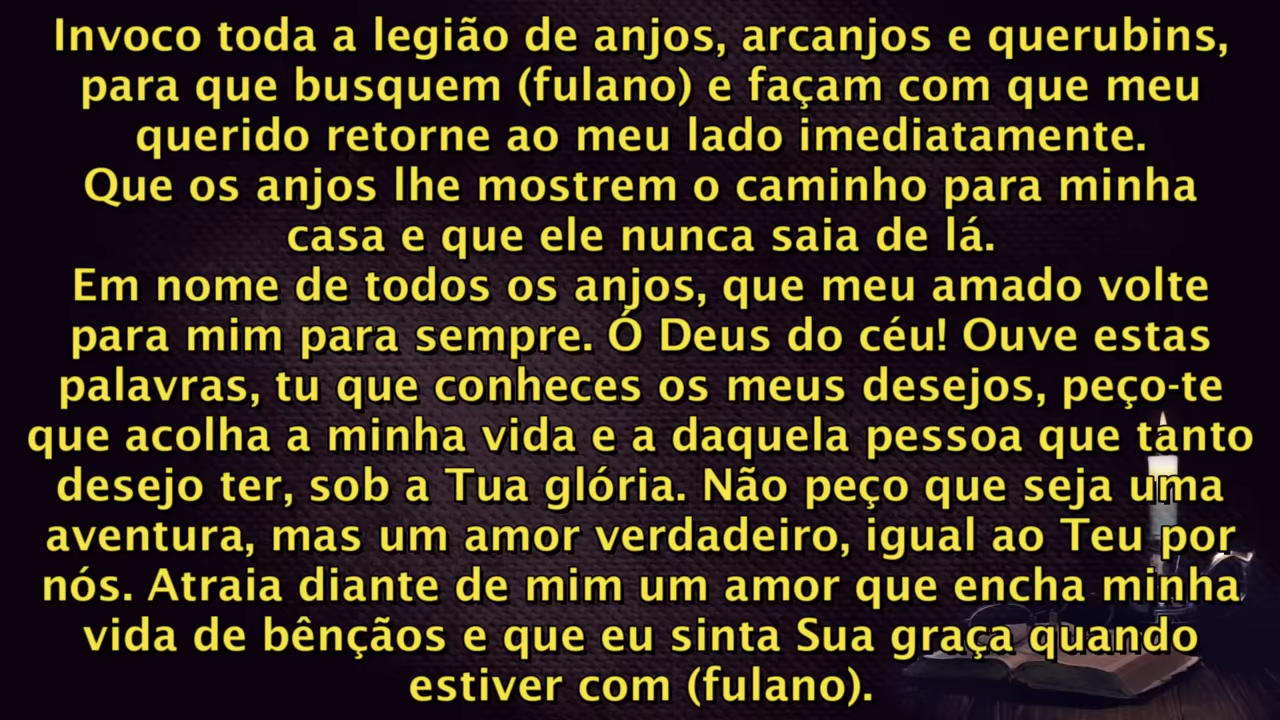 Invoco toda a legião de anjos, arcanjos e querubins,
para que busquem (fulano) e façam com que meu
querido retorne ao meu lado imediatamente.
Que os anjos lhe mostrem o caminho para minha
casa e que ele nunca saia de lá.
Em nome de todos os anjos, que meu amado volte
para mim para sempre. Ó Deus do céu! Ouve estas
palavras, tu que conheces os meus desejos, peço-te
que acolha a minha vida e a daquela pessoa que tanto
desejo ter, sob a Tua glória. Não peço que seja uma
aventura, mas um amor verdadeiro, igual ao Teu por
nós. Atraia diante de mim um amor que encha minha
vida de bênçãos e que eu sinta Sua graça quando
estiver com (fulano).